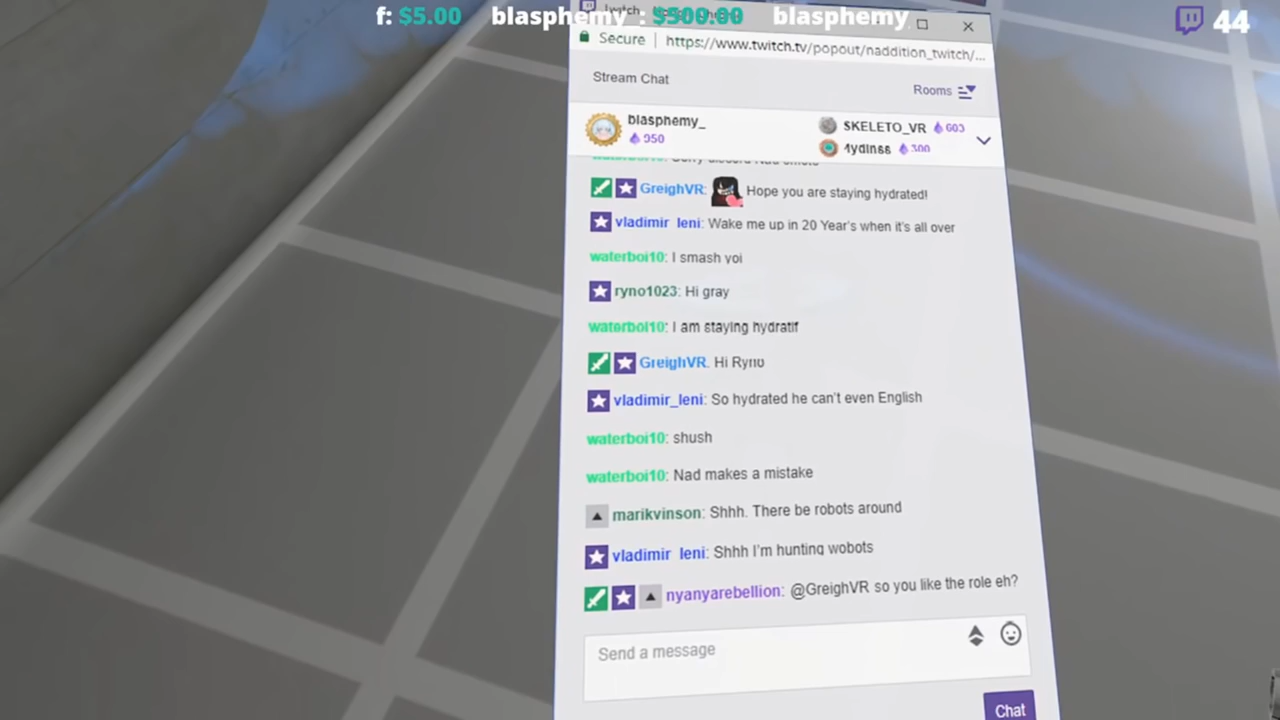 f: $5.00 blasphemy_: $500.00 blasphemy_
44
Secure | https://www.twitch.tv/popout/naddition_twitch/...
Stream Chat
Rooms
blasphemy_
950
SKELETO_VR 603
300
GreighVR: Hope you are staying hydrated!
vladimir_leni: Wake me up in 20 Year's when it's all over
waterboi10: I smash yoi
ryno1023: Hi gray
waterboi10: I am staying hydratif
GreighVR: Hi Ryno
vladimir_leni: So hydrated he can't even English
waterboi10: shush
waterboi10: Nad makes a mistake
marikvinson: Shhh. There be robots around
vladimir_leni: Shhh I'm hunting wobots
nyanyarebellion: @GreighVR so you like the role eh?
Send a message
Chat